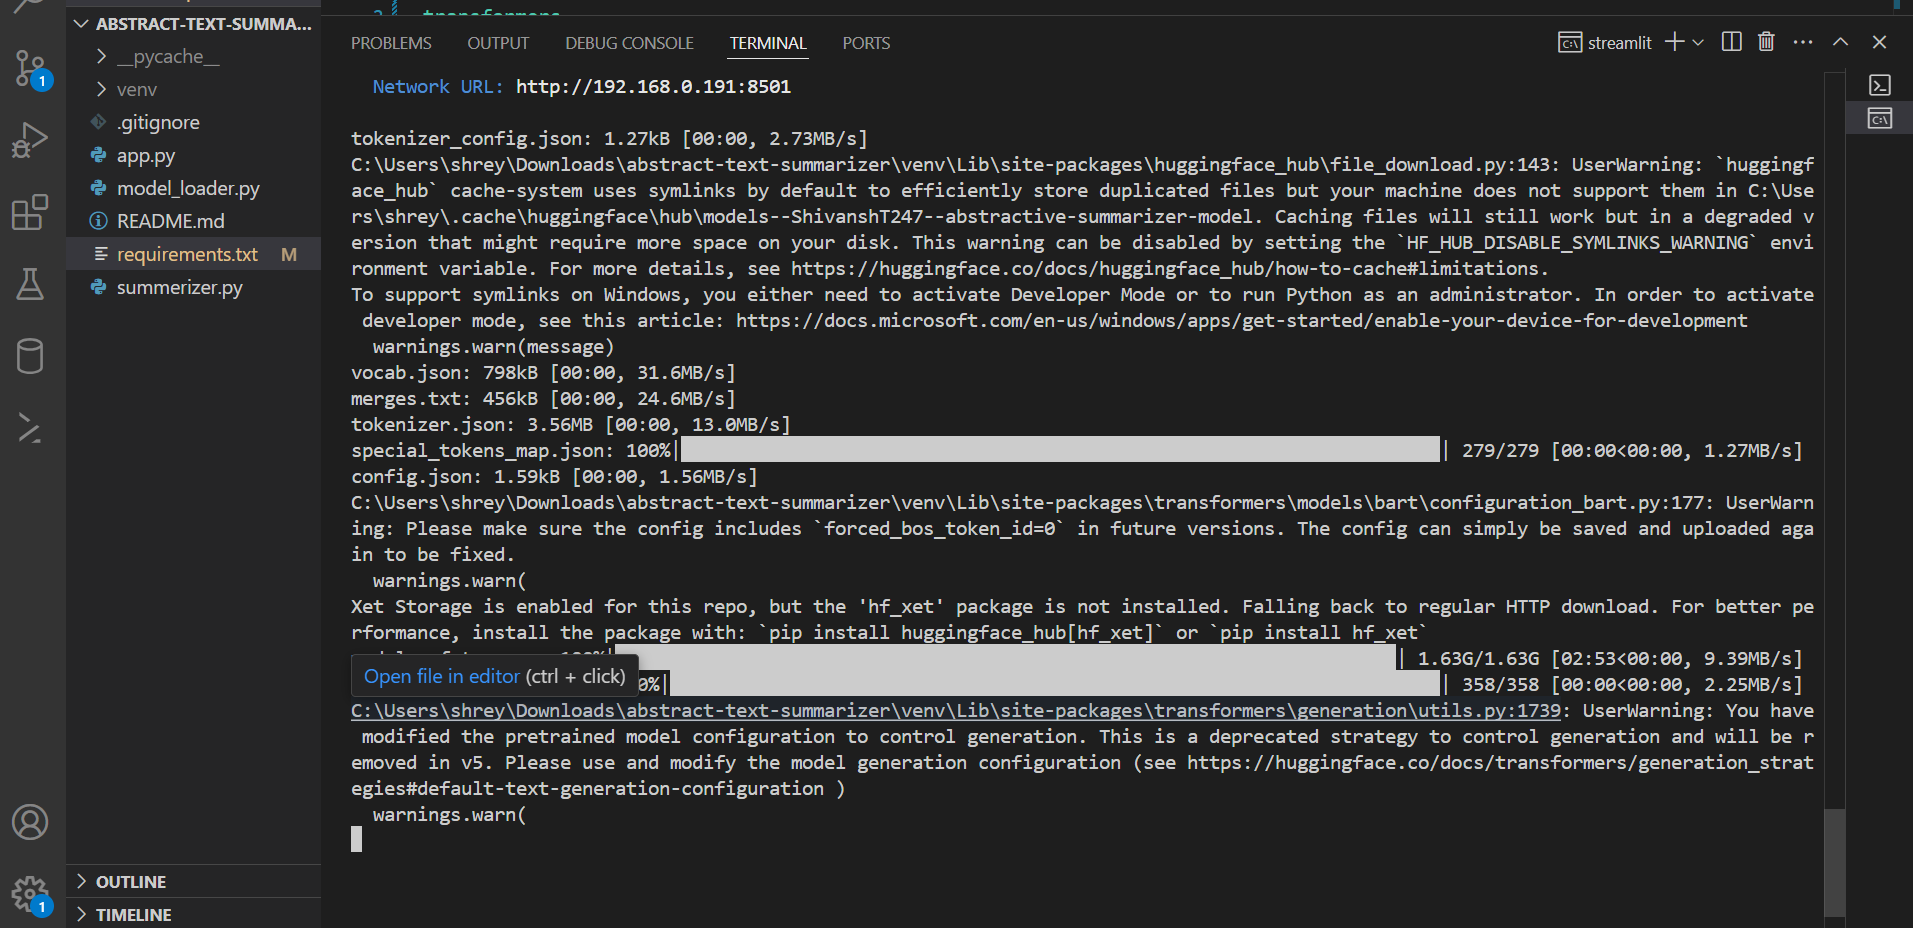 ABSTRACT-TEXT-SUMMA...
__pycache__
venv
.gitignore
app.py
model_loader.py
README.md
requirements.txt M
summerizer.py
OUTLINE
TIMELINE
1
1
PROBLEMS OUTPUT DEBUG CONSOLE TERMINAL PORTS
streamlit
Network URL: http://192.168.0.191:8501
tokenizer_config.json: 1.27kB [00:00, 2.73MB/s]
C:\Users\shrey\Downloads\abstract-text-summarizer\venv\Lib\site-packages\huggingface_hub\file_download.py:143: UserWarning: `huggingf
ace_hub` cache-system uses symlinks by default to efficiently store duplicated files but your machine does not support them in C:\Use
rs\shrey\.cache\huggingface\hub\models--ShivanshT247--abstractive-summarizer-model. Caching files will still work but in a degraded v
ersion that might require more space on your disk. This warning can be disabled by setting the `HF_HUB_DISABLE_SYMLINKS_WARNING` envi
ronment variable. For more details, see https://huggingface.co/docs/huggingface_hub/how-to-cache#limitations.
To support symlinks on Windows, you either need to activate Developer Mode or to run Python as an administrator. In order to activate
developer mode, see this article: https://docs.microsoft.com/en-us/windows/apps/get-started/enable-your-device-for-development
warnings.warn(message)
vocab.json: 798kB [00:00, 31.6MB/s]
merges.txt: 456kB [00:00, 24.6MB/s]
tokenizer.json: 3.56MB [00:00, 13.0MB/s]
special_tokens_map.json: 100%| | 279/279 [00:00<00:00, 1.27MB/s]
config.json: 1.59kB [00:00, 1.56MB/s]
C:\Users\shrey\Downloads\abstract-text-summarizer\venv\Lib\site-packages\transformers\models\bart\configuration_bart.py:177: UserWarn
ing: Please make sure the config includes `forced_bos_token_id=0` in future versions. The config can simply be saved and uploaded aga
in to be fixed.
warnings.warn(
Xet Storage is enabled for this repo, but the 'hf_xet' package is not installed. Falling back to regular HTTP download. For better pe
rformance, install the package with: `pip install huggingface_hub[hf_xet]` or `pip install hf_xet`
| 1.63G/1.63G [02:53<00:00, 9.39MB/s]
Open file in editor (ctrl + click)
0%| | 358/358 [00:00<00:00, 2.25MB/s]
C:\Users\shrey\Downloads\abstract-text-summarizer\venv\Lib\site-packages\transformers\generation\utils.py:1739: UserWarning: You have
modified the pretrained model configuration to control generation. This is a deprecated strategy to control generation and will be r
emoved in v5. Please use and modify the model generation configuration (see https://huggingface.co/docs/transformers/generation_strat
egies#default-text-generation-configuration )
warnings.warn(